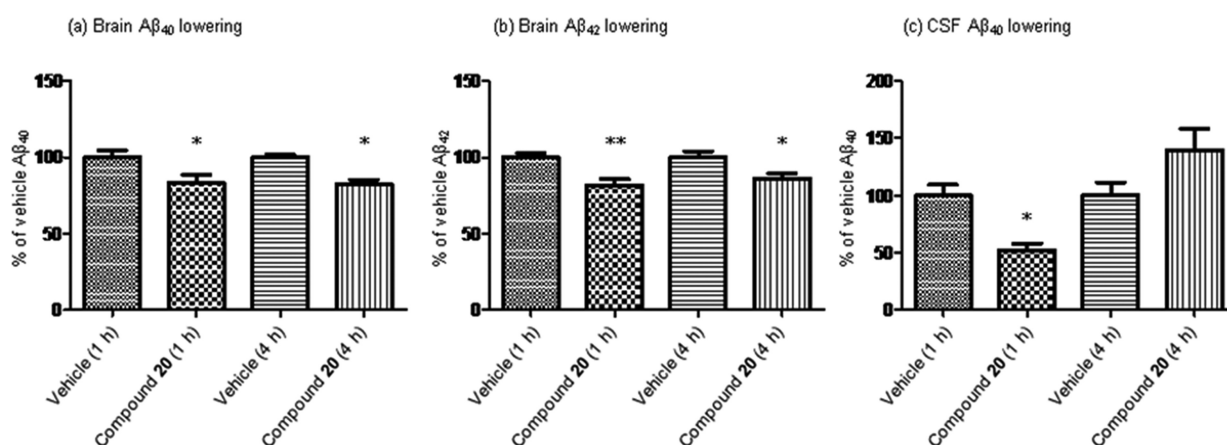 (a) Brain Aβ₄₀ lowering
% of vehicle Aβ₄₀
150
100
50
0
*
*
Vehicle (1 h)
Compound 20 (1 h)
Vehicle (4 h)
Compound 20 (4 h)
(b) Brain Aβ₄₂ lowering
% of vehicle Aβ₄₂
150
100
50
0
**
*
Vehicle (1 h)
Compound 20 (1 h)
Vehicle (4 h)
Compound 20 (4 h)
(c) CSF Aβ₄₀ lowering
% of vehicle Aβ₄₀
200
150
100
50
0
*
Vehicle (1 h)
Compound 20 (1 h)
Vehicle (4 h)
Compound 20 (4 h)